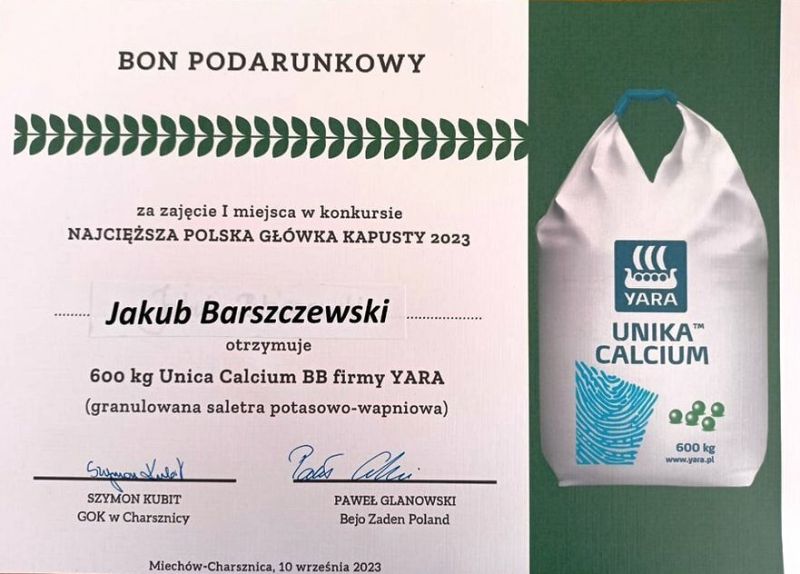 BON PODARUNKOWY
za zajęcie I miejsca w konkursie
NAJCIĘŻSZA POLSKA GŁÓWKA KAPUSTY 2023
Jakub Barszczewski
otrzymuje
600 kg Unica Calcium BB firmy YARA
(granulowana saletra potasowo-wapniowa)
Szymon Kubit
SZYMON KUBIT
GOK w Charsznicy
PAWEŁ GLANOWSKI
Bejo Zaden Poland
Miechów-Charsznica, 10 września 2023
YARA
UNIKA™
CALCIUM
600 kg
www.yara.pl